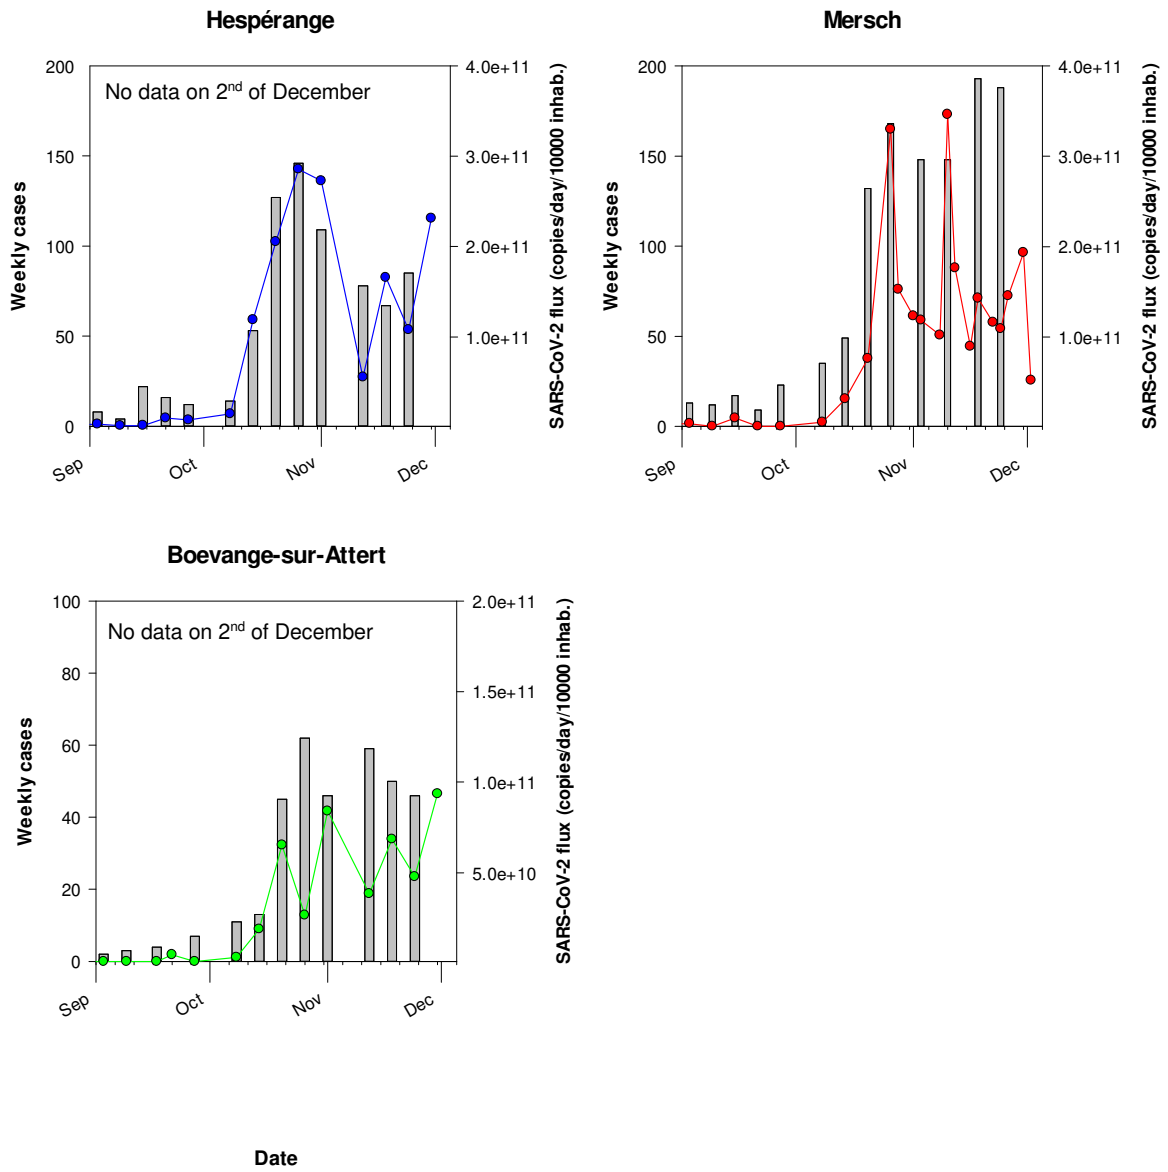 Hespérange
Mersch
No data on 2nd of December
200
150
100
50
0
4.0e+11
3.0e+11
2.0e+11
1.0e+11
Weekly cases
SARS-CoV-2 flux (copies/day/10000 inhab.)
Sep
Oct
Nov
Dec
200
150
100
50
0
4.0e+11
3.0e+11
2.0e+11
1.0e+11
Weekly cases
SARS-CoV-2 flux (copies/day/10000 inhab.)
Sep
Oct
Nov
Dec
Boevange-sur-Attert
No data on 2nd of December
100
80
60
40
20
0
2.0e+11
1.5e+11
1.0e+11
5.0e+10
Weekly cases
SARS-CoV-2 flux (copies/day/10000 inhab.)
Sep
Oct
Nov
Dec
Date